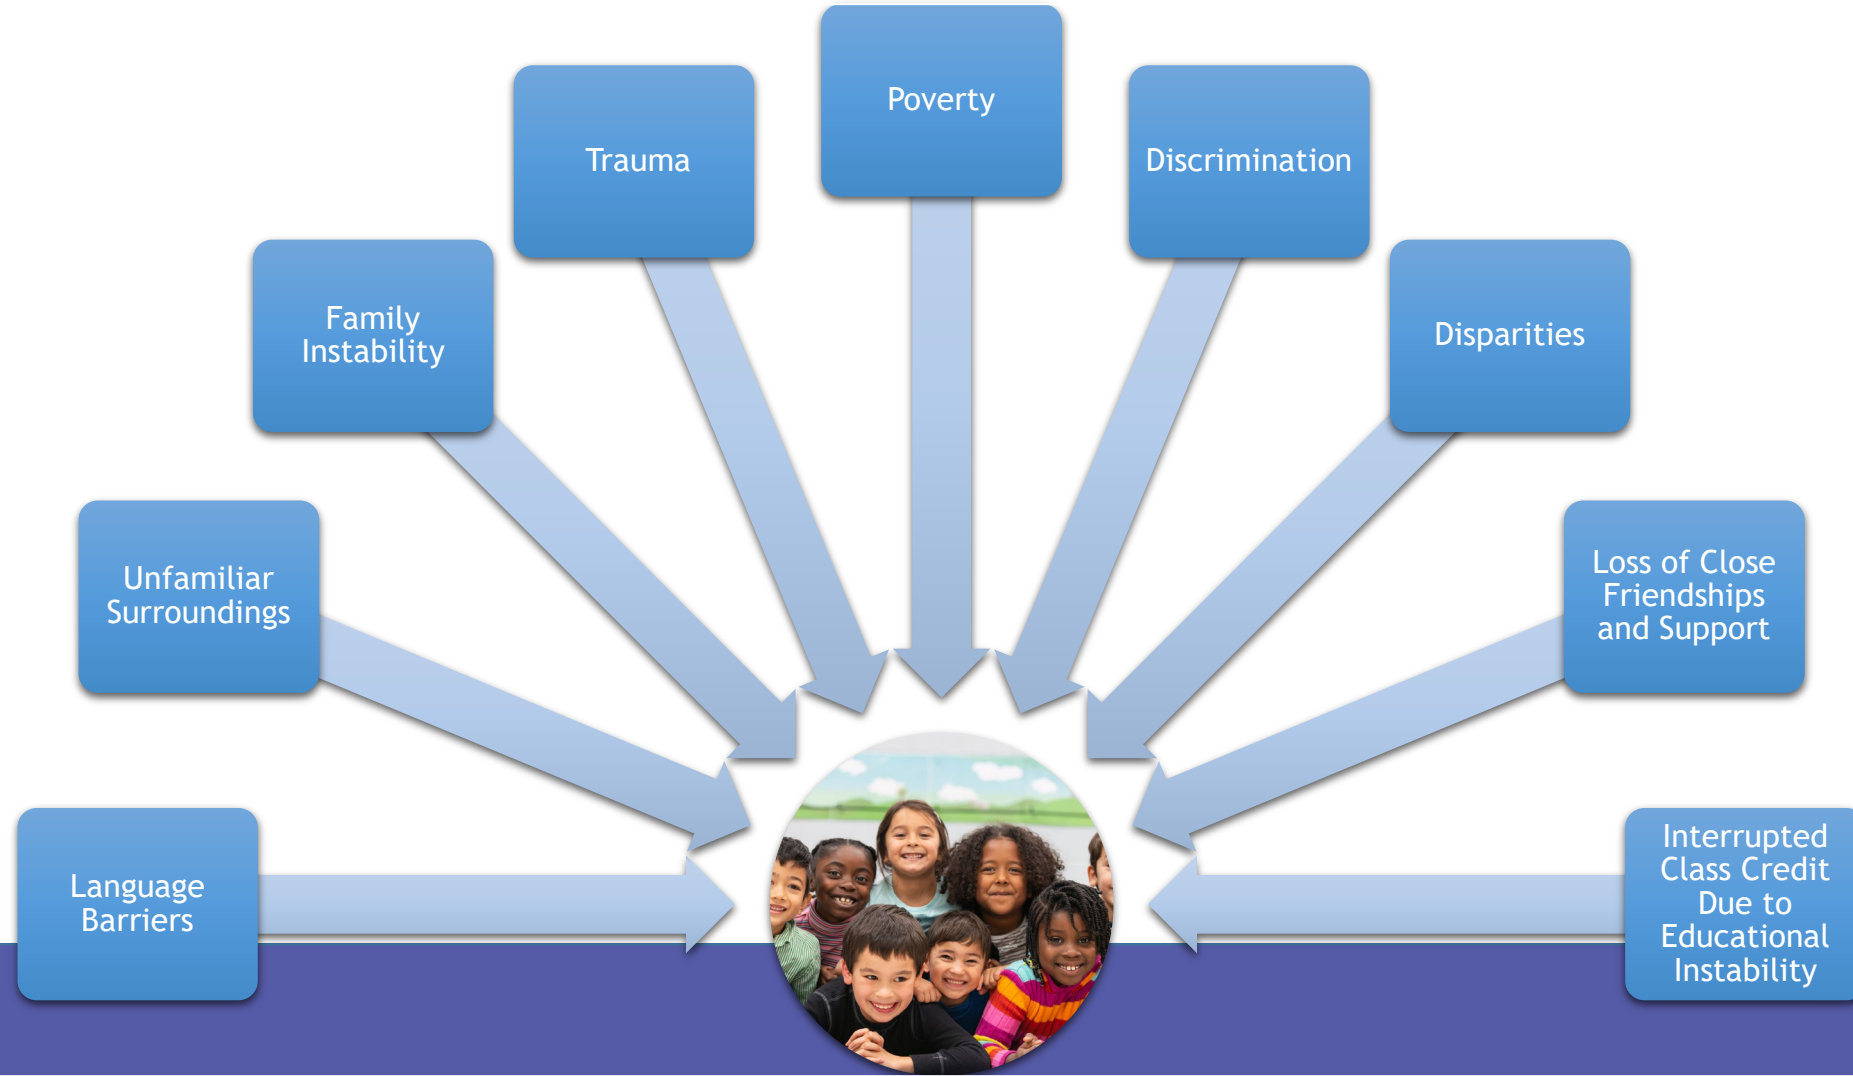 Poverty
Trauma
Discrimination
Family
Instability
Disparities
Unfamiliar
Surroundings
Loss of Close
Friendships
and Support
Language
Barriers
Interrupted
Class Credit
Due to
Educational
Instability